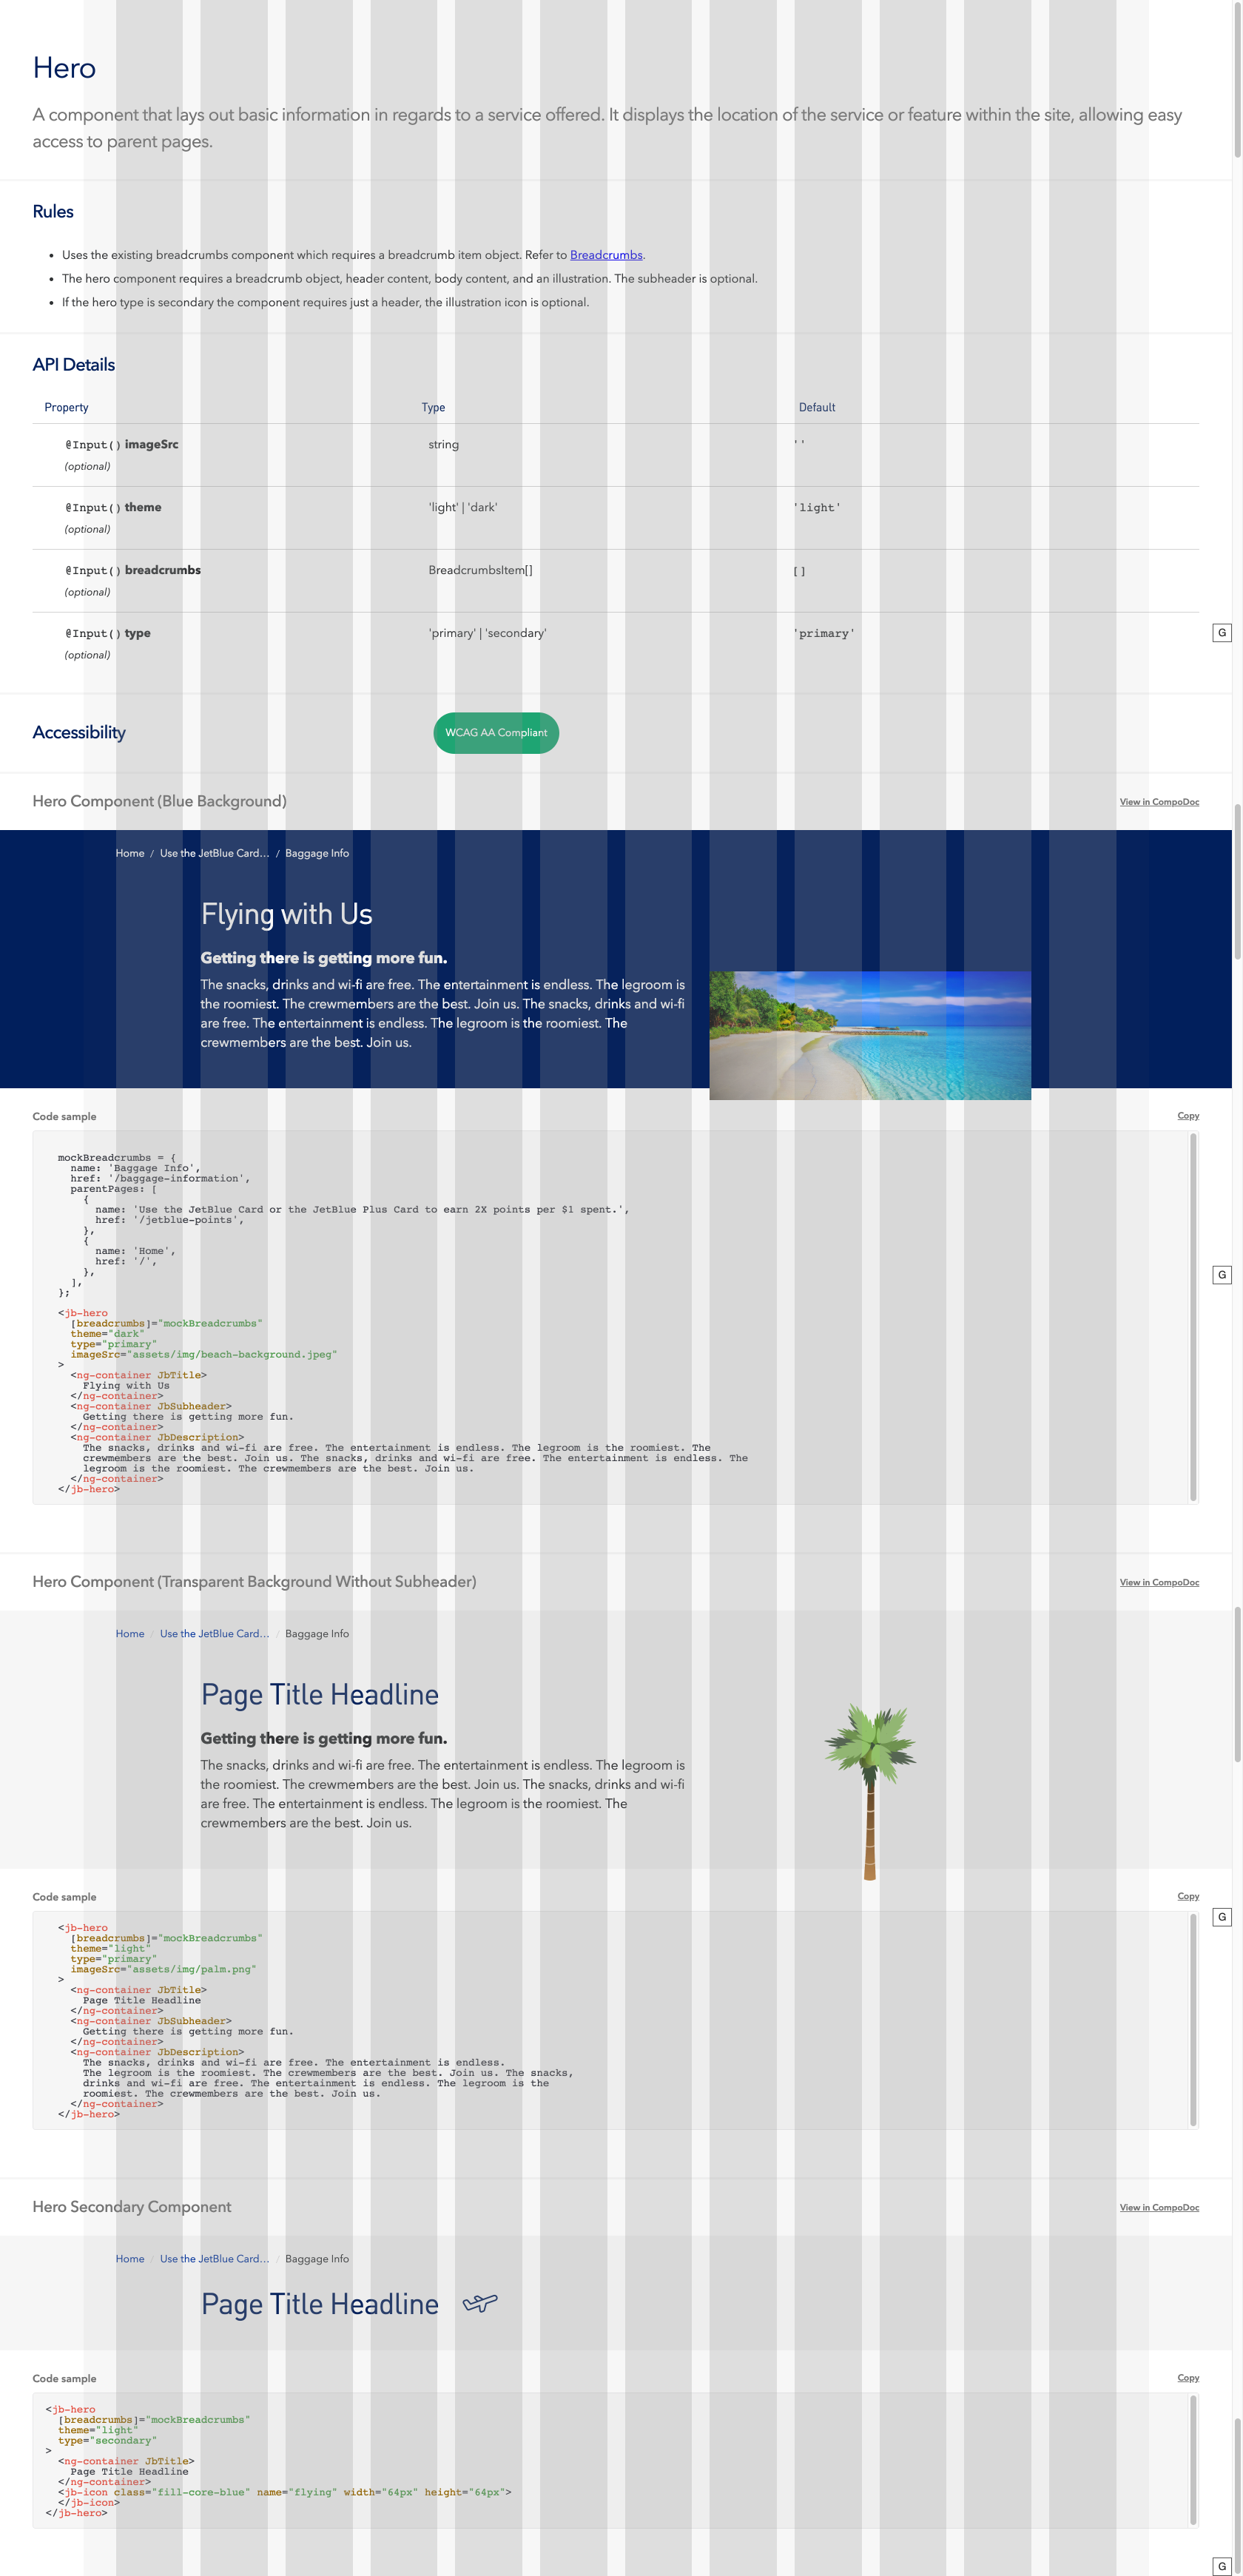 Hero
A component that lays out basic information in regards to a service offered. It displays the location of the service or feature within the site, allowing easy
access to parent pages.
Rules
• Uses the existing breadcrumbs component which requires a breadcrumb item object. Refer to Breadcrumbs.
• The hero component requires a breadcrumb object, header content, body content, and an illustration. The subheader is optional.
• If the hero type is secondary the component requires just a header, the illustration icon is optional.
API Details
Property Type Default
@Input() imageSrc string ''
(optional)
@Input() theme 'light' | 'dark' 'light'
(optional)
@Input() breadcrumbs BreadcrumbsItem[] []
(optional)
@Input() type 'primary' | 'secondary' 'primary'
G
(optional)
Accessibility WCAG AA Compliant
Hero Component (Blue Background) View in CompoDoc
Home / Use the JetBlue Card... / Baggage Info
Flying with Us
Getting there is getting more fun.
The snacks, drinks and wi-fi are free. The entertainment is endless. The legroom is
the roomiest. The crewmembers are the best. Join us. The snacks, drinks and wi-fi
are free. The entertainment is endless. The legroom is the roomiest. The
crewmembers are the best. Join us.
Code sample Copy
mockBreadcrumbs = {
name: 'Baggage Info',
href: '/baggage-information',
parentPages: [
{
name: 'Use the JetBlue Card or the JetBlue Plus Card to earn 2X points per $1 spent.',
href: '/jetblue-points',
},
{
name: 'Home',
href: '/',
},
],
};
G
<jb-hero
[breadcrumbs]="mockBreadcrumbs"
theme="dark"
type="primary"
imageSrc="assets/img/beach-background.jpeg"
>
<ng-container JbTitle>
Flying with Us
</ng-container>
<ng-container JbSubheader>
Getting there is getting more fun.
</ng-container>
<ng-container JbDescription>
The snacks, drinks and wi-fi are free. The entertainment is endless. The legroom is the roomiest. The
crewmembers are the best. Join us. The snacks, drinks and wi-fi are free. The entertainment is endless. The
legroom is the roomiest. The crewmembers are the best. Join us.
</ng-container>
</jb-hero>
Hero Component (Transparent Background Without Subheader) View in CompoDoc
Home / Use the JetBlue Card... / Baggage Info
Page Title Headline
Getting there is getting more fun.
The snacks, drinks and wi-fi are free. The entertainment is endless. The legroom is
the roomiest. The crewmembers are the best. Join us. The snacks, drinks and wi-fi
are free. The entertainment is endless. The legroom is the roomiest. The
crewmembers are the best. Join us.
Code sample Copy
G
<jb-hero
[breadcrumbs]="mockBreadcrumbs"
theme="light"
type="primary"
imageSrc="assets/img/palm.png"
>
<ng-container JbTitle>
Page Title Headline
</ng-container>
<ng-container JbSubheader>
Getting there is getting more fun.
</ng-container>
<ng-container JbDescription>
The snacks, drinks and wi-fi are free. The entertainment is endless.
The legroom is the roomiest. The crewmembers are the best. Join us. The snacks,
drinks and wi-fi are free. The entertainment is endless. The legroom is the
roomiest. The crewmembers are the best. Join us.
</ng-container>
</jb-hero>
Hero Secondary Component View in CompoDoc
Home / Use the JetBlue Card... / Baggage Info
Page Title Headline
Code sample Copy
<jb-hero
[breadcrumbs]="mockBreadcrumbs"
theme="light"
type="secondary"
>
<ng-container JbTitle>
Page Title Headline
</ng-container>
<jb-icon class="fill-core-blue" name="flying" width="64px" height="64px">
</jb-icon>
</jb-hero>
G